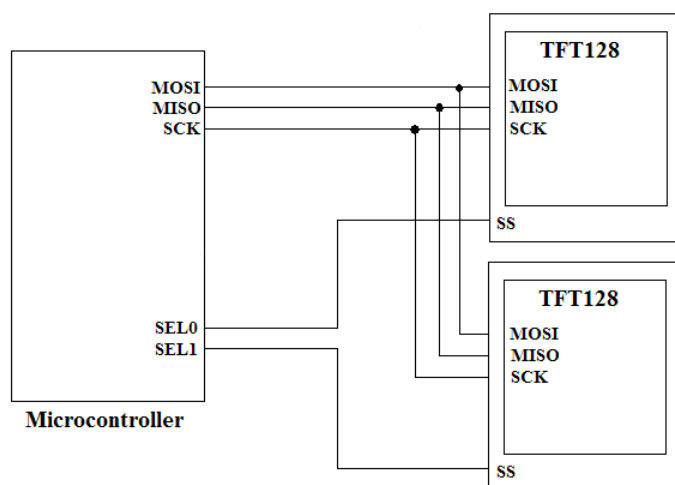 MOSI
MISO
SCK
SEL0
SEL1
Microcontroller
TFT128
MOSI
MISO
SCK
SS
TFT128
MOSI
MISO
SCK
SS